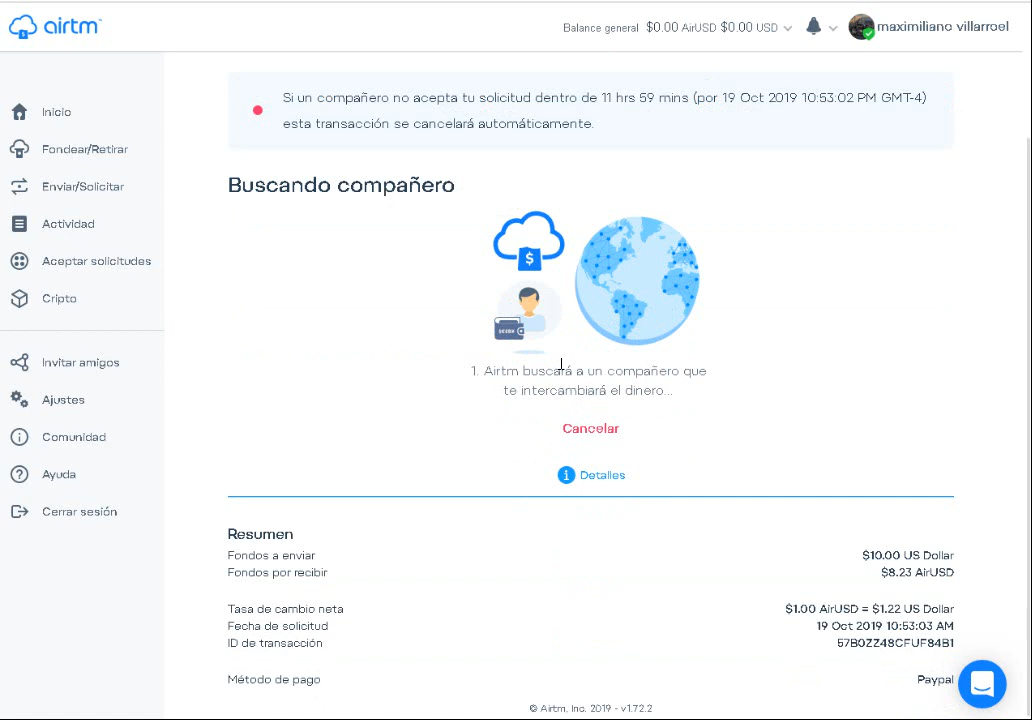 airtm
Balance general $0.00 AirUSD $0.00 USD
maximiliano villarroel
Inicio
Fondear/Retirar
Enviar/Solicitar
Actividad
Aceptar solicitudes
Cripto
Invitar amigos
Ajustes
Comunidad
Ayuda
Cerrar sesión
Si un compañero no acepta tu solicitud dentro de 11 hrs 59 mins (por 19 Oct 2019 10:53:02 PM GMT-4)
esta transacción se cancelará automáticamente.
Buscando compañero
$
1. Airtm buscará a un compañero que
te intercambiará el dinero...
Cancelar
Detalles
Resumen
Fondos a enviar $10.00 US Dollar
Fondos por recibir $8.23 AirUSD
Tasa de cambio neta $1.00 AirUSD = $1.22 US Dollar
Fecha de solicitud 19 Oct 2019 10:53:03 AM
ID de transacción 57B0ZZ48CFUF84B1
Método de pago Paypal
© Airtm, Inc. 2019 - v1.72.2